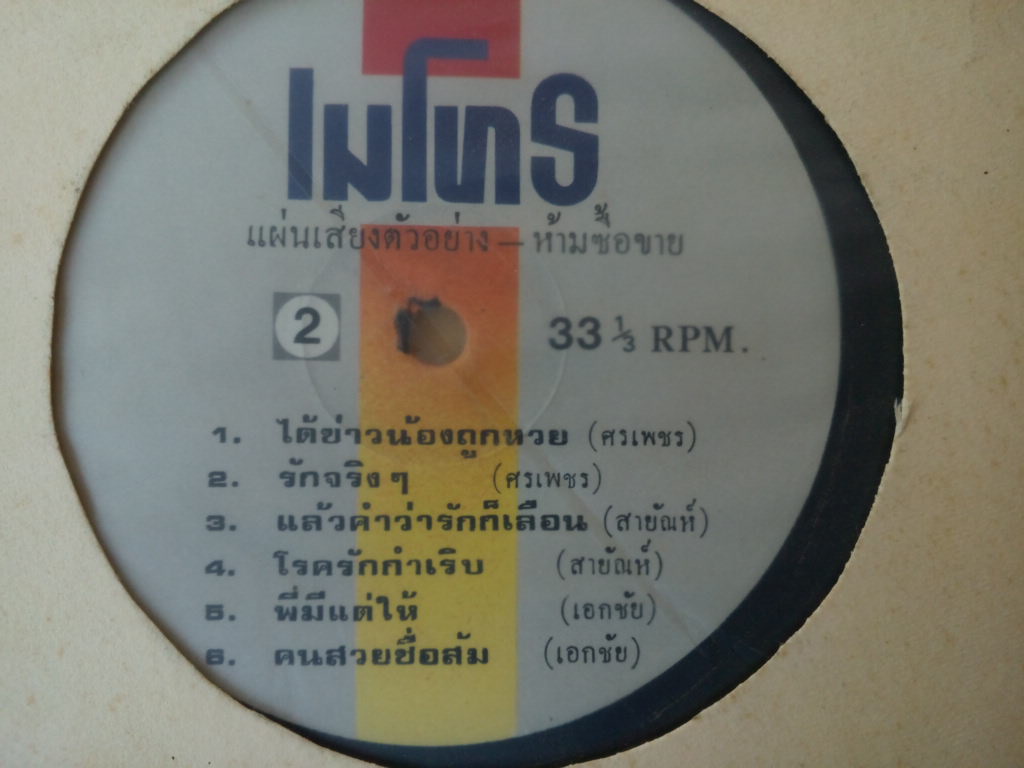 เมโทร
แผ่นเสียงตัวอย่าง – ห้ามซื้อขาย
2 33 1/3 RPM.
1. ได้ข่าวน้องถูกหวย (ศรเพชร)
2. รักจริงๆ (ศรเพชร)
3. แล้วคำว่ารักก็เลือน (สายัณห์)
4. โรครักกำเริบ (สายัณห์)
5. พี่มีแต่ให้ (เอกชัย)
6. คนสวยชื่อส้ม (เอกชัย)